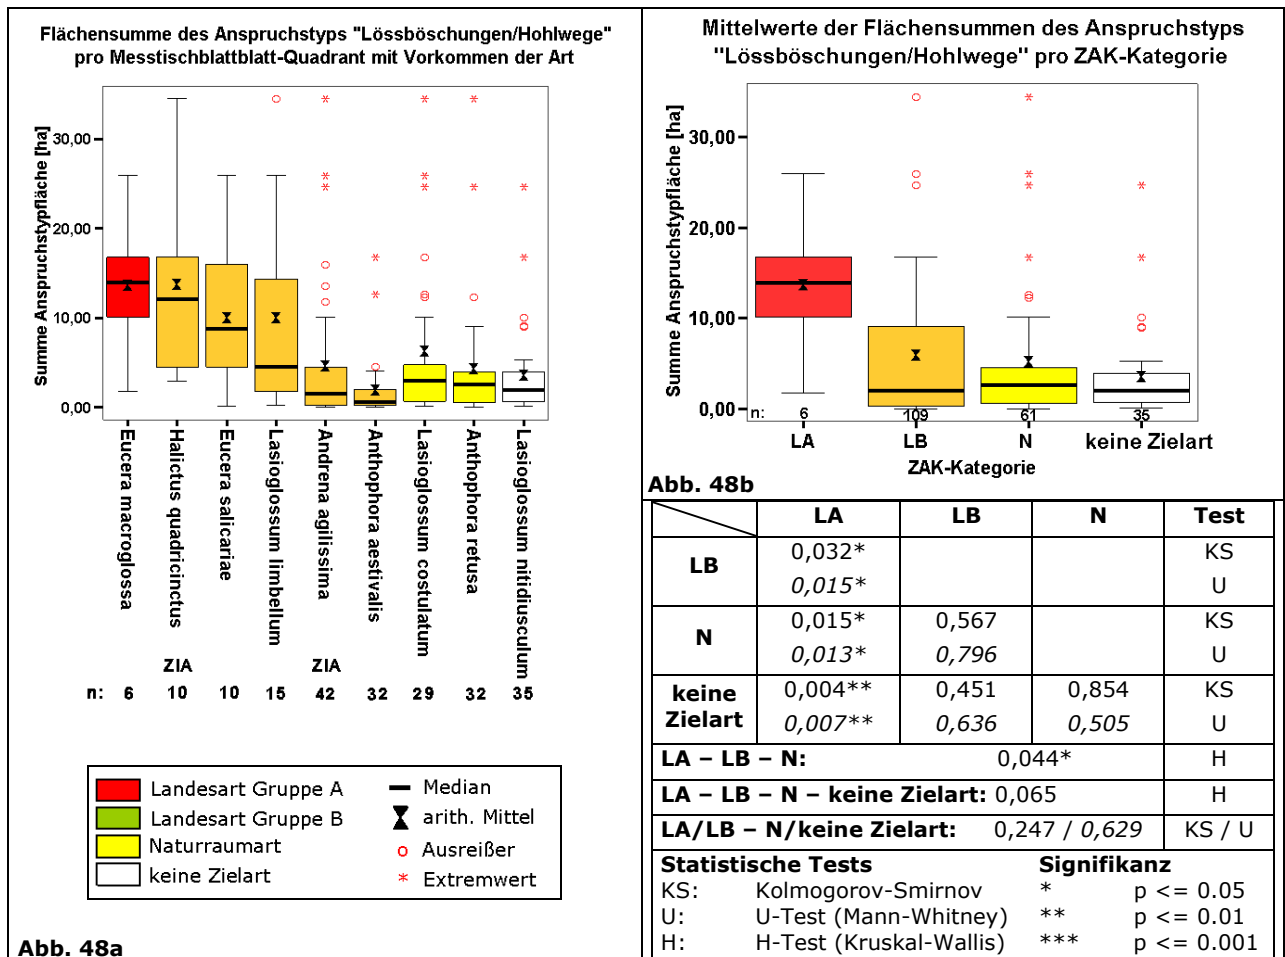 Flächensumme des Anspruchstyps "Lössböschungen/Hohlwege"
pro Messtischblattblatt-Quadrant mit Vorkommen der Art
Summe Anspruchstypfläche [ha]
30,00
20,00
10,00
0,00
Eucera macroglossa
Halictus quadricinctus
Eucera salicariae
Lasioglossum limbellum
Andrena agilissima
Anthophora aestivalis
Lasioglossum costulatum
Anthophora retusa
Lasioglossum nitidiusculum
ZIA ZIA
n: 6 10 10 15 42 32 29 32 35
Landesart Gruppe A
Landesart Gruppe B
Naturraumart
keine Zielart
Median
arith. Mittel
Ausreißer
Extremwert
Abb. 48a
Mittelwerte der Flächensummen des Anspruchstyps
"Lössböschungen/Hohlwege" pro ZAK-Kategorie
Summe Anspruchstypfläche [ha]
30,00
20,00
10,00
0,00
n: 6 109 61 35
LA LB N keine Zielart
ZAK-Kategorie
Abb. 48b
LA LB N Test
LB 0,032* KS
0,015* U
N 0,015* 0,567 KS
0,013* 0,796 U
keine Zielart 0,004** 0,451 0,854 KS
0,007** 0,636 0,505 U
LA – LB – N: 0,044* H
LA – LB – N – keine Zielart: 0,065 H
LA/LB – N/keine Zielart: 0,247 / 0,629 KS / U
Statistische Tests Signifikanz
KS: Kolmogorov-Smirnov * p <= 0.05
U: U-Test (Mann-Whitney) ** p <= 0.01
H: H-Test (Kruskal-Wallis) *** p <= 0.001